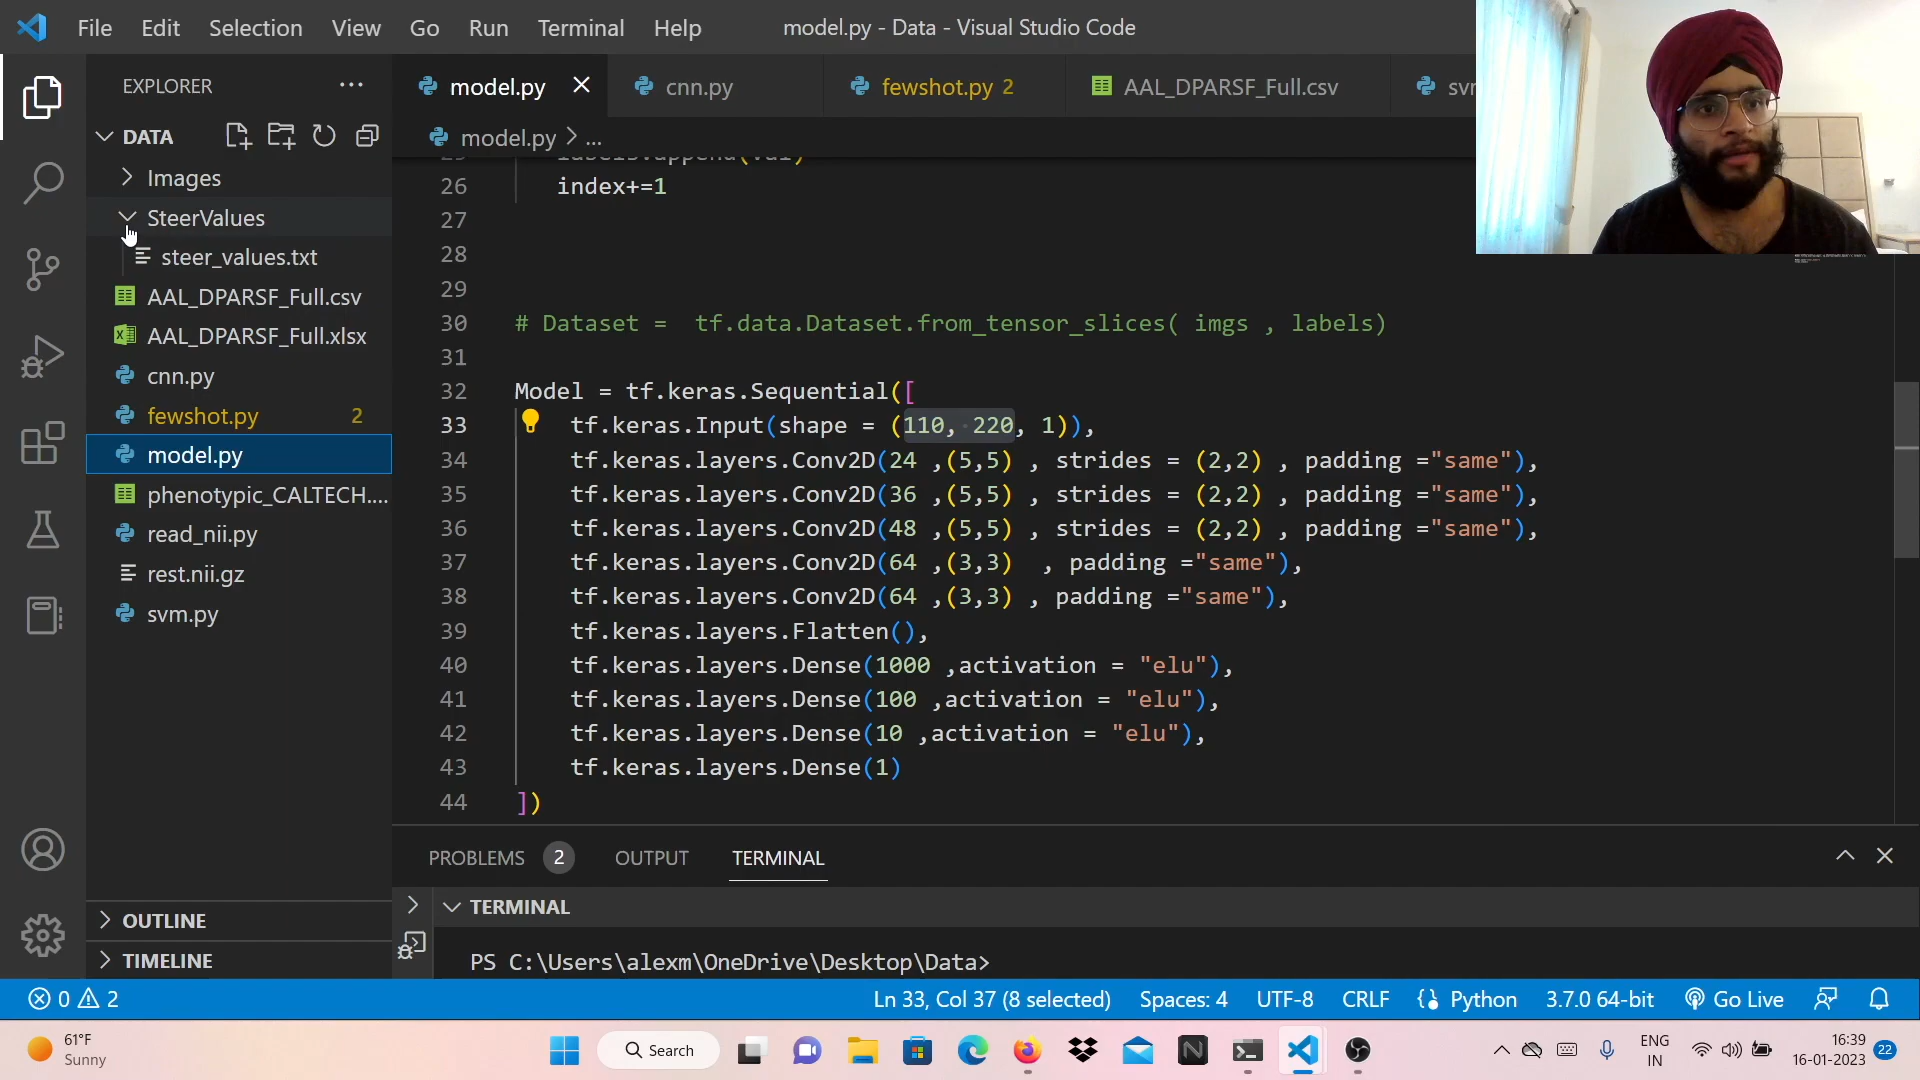 File Edit Selection View Go Run Terminal Help model.py - Data - Visual Studio Code
EXPLORER
DATA
Images
SteerValues
steer_values.txt
AAL_DPARSF_Full.csv
AAL_DPARSF_Full.xlsx
cnn.py
fewshot.py 2
model.py
phenotypic_CALTECH....
read_nii.py
rest.nii.gz
svm.py
OUTLINE
TIMELINE
model.py cnn.py fewshot.py 2 AAL_DPARSF_Full.csv
model.py > ...
26 index+=1
27
28
29
30 # Dataset =  tf.data.Dataset.from_tensor_slices( imgs , labels)
31
32 Model = tf.keras.Sequential([
33 tf.keras.Input(shape = (110, 220, 1)),
34 tf.keras.layers.Conv2D(24 ,(5,5) , strides = (2,2) , padding ="same"),
35 tf.keras.layers.Conv2D(36 ,(5,5) , strides = (2,2) , padding ="same"),
36 tf.keras.layers.Conv2D(48 ,(5,5) , strides = (2,2) , padding ="same"),
37 tf.keras.layers.Conv2D(64 ,(3,3)  , padding ="same"),
38 tf.keras.layers.Conv2D(64 ,(3,3) , padding ="same"),
39 tf.keras.layers.Flatten(),
40 tf.keras.layers.Dense(1000 ,activation = "elu"),
41 tf.keras.layers.Dense(100 ,activation = "elu"),
42 tf.keras.layers.Dense(10 ,activation = "elu"),
43 tf.keras.layers.Dense(1)
44 ])
PROBLEMS 2 OUTPUT TERMINAL
TERMINAL
PS C:\Users\alexm\OneDrive\Desktop\Data>
0 2 Ln 33, Col 37 (8 selected) Spaces: 4 UTF-8 CRLF Python 3.7.0 64-bit Go Live
61°F
Sunny
Search
ENG
IN
16:39
16-01-2023
22